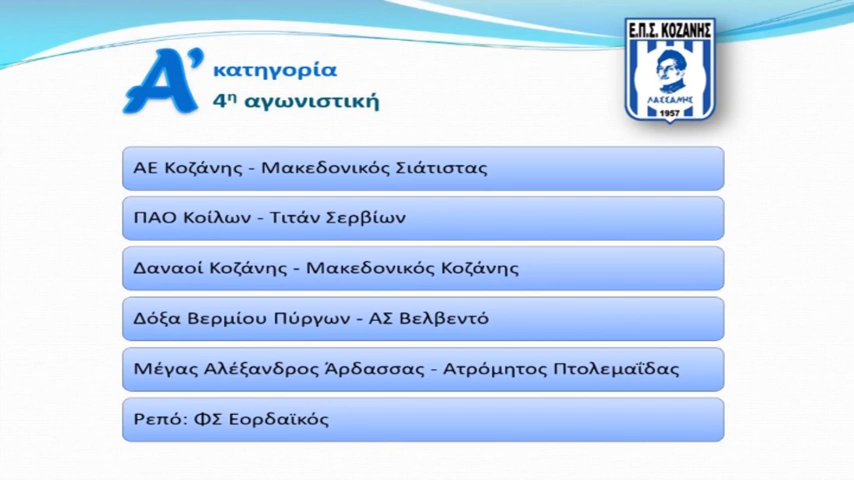 Α' κατηγορία
4η αγωνιστική
Ε.Π.Σ. ΚΟΖΑΝΗΣ
ΛΑΣΣΑΝΗΣ
1957
ΑΕ Κοζάνης - Μακεδονικός Σιάτιστας
ΠΑΟ Κοίλων - Τιτάν Σερβίων
Δαναοί Κοζάνης - Μακεδονικός Κοζάνης
Δόξα Βερμίου Πύργων - ΑΣ Βελβεντό
Μέγας Αλέξανδρος Άρδασσας - Ατρόμητος Πτολεμαΐδας
Ρεπό: ΦΣ Εορδαϊκός